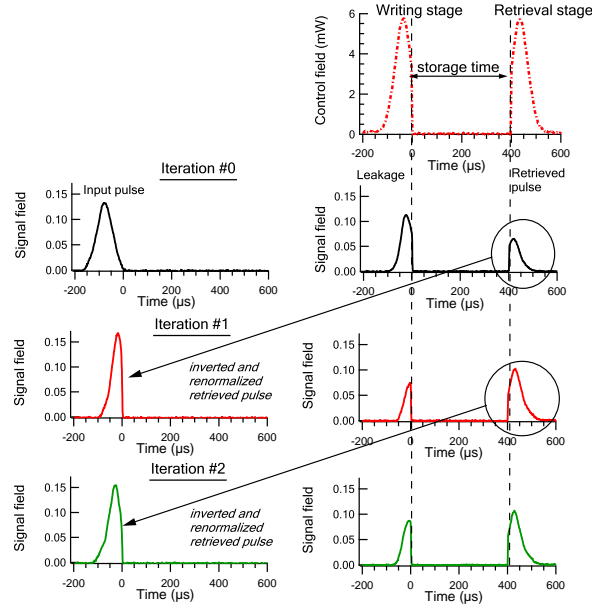 Writing stage
Retrieval stage
Control field (mW)
6
4
2
0
storage time
-200
0
200
400
600
Time (µs)
Iteration #0
Input pulse
Signal field
0.15
0.10
0.05
0.00
-200
0
200
400
600
Time (µs)
Leakage
Retrieved
pulse
Signal field
0.15
0.10
0.05
0.00
-200
0
200
400
600
Time (µs)
Iteration #1
inverted and
renormalized
retrieved pulse
Signal field
0.15
0.10
0.05
0.00
-200
0
200
400
600
Time (µs)
Signal field
0.15
0.10
0.05
0.00
-200
0
200
400
600
Time (µs)
Iteration #2
inverted and
renormalized
retrieved pulse
Signal field
0.15
0.10
0.05
0.00
-200
0
200
400
600
Time (µs)
Signal field
0.15
0.10
0.05
0.00
-200
0
200
400
600
Time (µs)